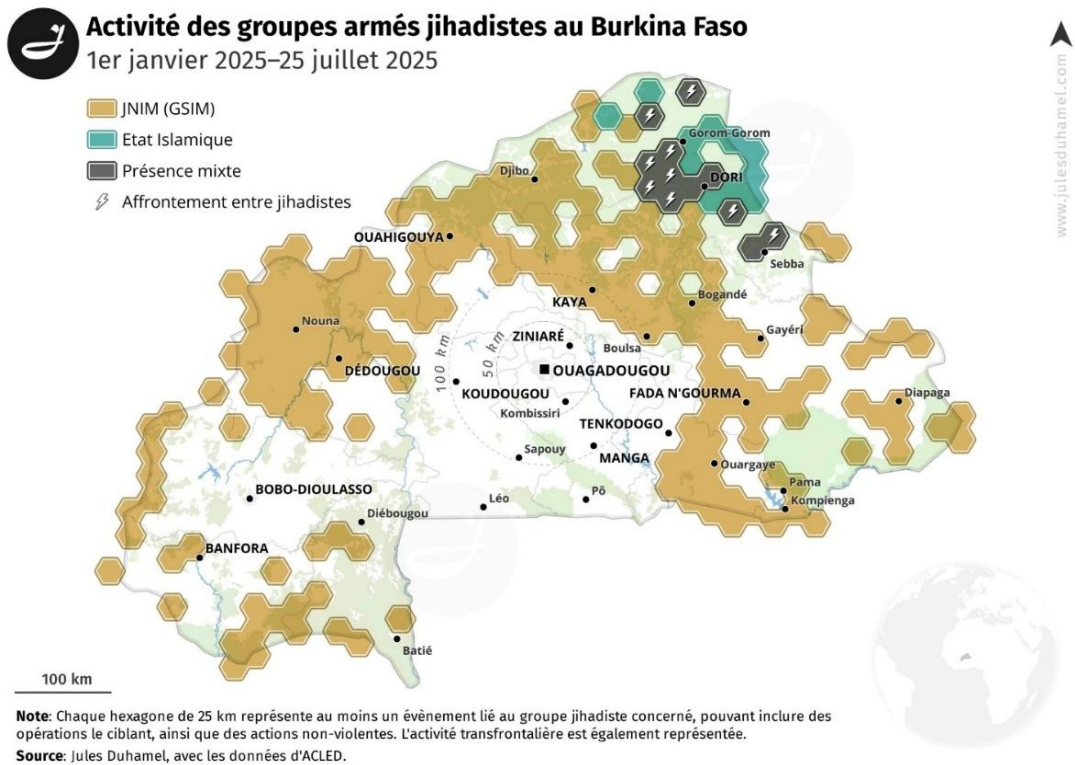 Activité des groupes armés jihadistes au Burkina Faso
1er janvier 2025–25 juillet 2025
JNIM (GSIM)
Etat Islamique
Présence mixte
Affrontement entre jihadistes
www.julesduhamel.com
Gorom-Gorom
Djibo
DORI
OUAHIGOUYA
Sebba
KAYA
Bogandé
Nouna
ZINIARÉ
Gayéri
Boulsa
100 km
50 km
DÉDOUGOU
OUAGADOUGOU
KOUDOUGOU
FADA N'GOURMA
Diapaga
Kombissiri
TENKODOGO
Sapouy
MANGA
Ouargaye
Pama
BOBO-DIOULASSO
Léo
Pô
Kompienga
Diébougou
BANFORA
Batié
100 km
Note: Chaque hexagone de 25 km représente au moins un évènement lié au groupe jihadiste concerné, pouvant inclure des
opérations le ciblant, ainsi que des actions non-violentes. L'activité transfrontalière est également représentée.
Source: Jules Duhamel, avec les données d'ACLED.